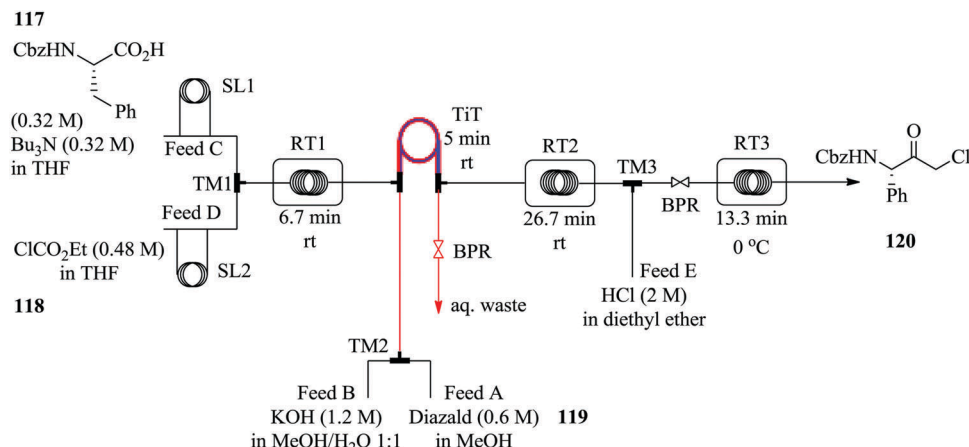 117
CbzHN
CO2H
Ph
(0.32 M)
Bu3N (0.32 M)
in THF
SL1
Feed C
TM1
Feed D
ClCO2Et (0.48 M)
in THF
SL2
118
RT1
6.7 min
rt
TiT
5 min
rt
BPR
aq. waste
TM2
Feed B
KOH (1.2 M)
in MeOH/H2O 1:1
Feed A
Diazald (0.6 M)
in MeOH
119
RT2
26.7 min
rt
TM3
Feed E
HCl (2 M)
in diethyl ether
BPR
RT3
13.3 min
0 °C
O
CbzHN
Cl
Ph
120